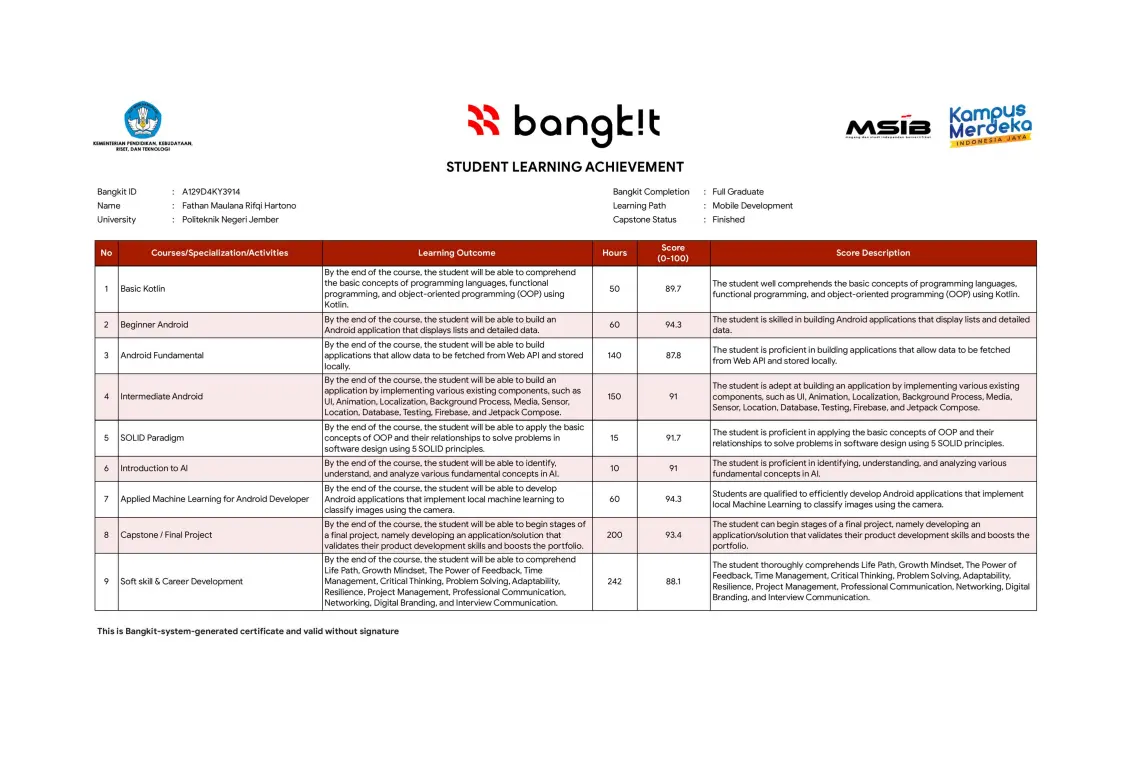 KEMENTERIAN PENDIDIKAN, KEBUDAYAAN,
RISET, DAN TEKNOLOGI
bangk!t
MSIB
Kampus
Merdeka
INDONESIA JAYA
STUDENT LEARNING ACHIEVEMENT
Bangkit ID : A129D4KY3914
Name : Fathan Maulana Rifqi Hartono
University : Politeknik Negeri Jember
Bangkit Completion : Full Graduate
Learning Path : Mobile Development
Capstone Status : Finished
No Courses/Specialization/Activities Learning Outcome Hours Score (0-100) Score Description
1 Basic Kotlin
By the end of the course, the student will be able to comprehend
the basic concepts of programming languages, functional
programming, and object-oriented programming (OOP) using
Kotlin.
50 89.7
The student well comprehends the basic concepts of programming languages,
functional programming, and object-oriented programming (OOP) using Kotlin.
2 Beginner Android
By the end of the course, the student will be able to build an
Android application that displays lists and detailed data.
60 94.3
The student is skilled in building Android applications that display lists and detailed
data.
3 Android Fundamental
By the end of the course, the student will be able to build
applications that allow data to be fetched from Web API and stored
locally.
140 87.8
The student is proficient in building applications that allow data to be fetched
from Web API and stored locally.
4 Intermediate Android
By the end of the course, the student will be able to build an
application by implementing various existing components, such as
UI, Animation, Localization, Background Process, Media, Sensor,
Location, Database, Testing, Firebase, and Jetpack Compose.
150 91
The student is adept at building an application by implementing various existing
components, such as UI, Animation, Localization, Background Process, Media,
Sensor, Location, Database, Testing, Firebase, and Jetpack Compose.
5 SOLID Paradigm
By the end of the course, the student will be able to apply the basic
concepts of OOP and their relationships to solve problems in
software design using 5 SOLID principles.
15 91.7
The student is proficient in applying the basic concepts of OOP and their
relationships to solve problems in software design using 5 SOLID principles.
6 Introduction to AI
By the end of the course, the student will be able to identify,
understand, and analyze various fundamental concepts in AI.
10 91
The student is proficient in identifying, understanding, and analyzing various
fundamental concepts in AI.
7 Applied Machine Learning for Android Developer
By the end of the course, the student will be able to develop
Android applications that implement local machine learning to
classify images using the camera.
60 94.3
Students are qualified to efficiently develop Android applications that implement
local Machine Learning to classify images using the camera.
8 Capstone / Final Project
By the end of the course, the student will be able to begin stages of
a final project, namely developing an application/solution that
validates their product development skills and boosts the portfolio.
200 93.4
The student can begin stages of a final project, namely developing an
application/solution that validates their product development skills and boosts the
portfolio.
9 Soft skill & Career Development
By the end of the course, the student will be able to comprehend
Life Path, Growth Mindset, The Power of Feedback, Time
Management, Critical Thinking, Problem Solving, Adaptability,
Resilience, Project Management, Professional Communication,
Networking, Digital Branding, and Interview Communication.
242 88.1
The student thoroughly comprehends Life Path, Growth Mindset, The Power of
Feedback, Time Management, Critical Thinking, Problem Solving, Adaptability,
Resilience, Project Management, Professional Communication, Networking, Digital
Branding, and Interview Communication.
This is Bangkit-system-generated certificate and valid without signature